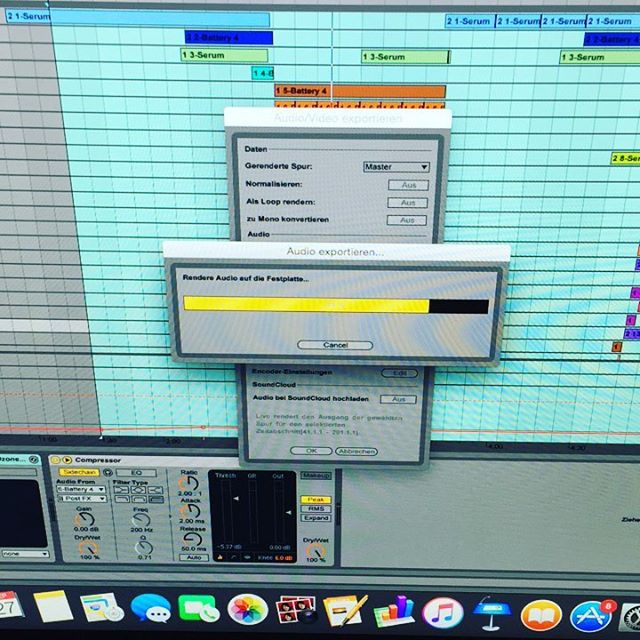 2 1-Serum
2 1-Serum
2 1-Serum
2 1-Serum
2 1-Serum
2 2-Battery 4
2 2-Battery 4
1 3-Serum
1 3-Serum
1 3-Serum
1 4-B
1 5-Battery 4
2 8-Se
Audio/Video exportieren
Daten
Gerenderte Spur:
Master
Normalisieren:
Aus
Als Loop rendern:
Aus
zu Mono konvertieren
Aus
Audio
Audio exportieren...
Rendere Audio auf die Festplatte...
Cancel
Encoder-Einstellungen
Edit
SoundCloud
Audio bei SoundCloud hochladen
Aus
Live rendert den Ausgang der gewählten
Spur für den selektierten
Zeitabschnitt(41.1.1 - 201.1.1).
OK
Abbrechen
Ozone...
Compressor
Sidechain
EQ
Audio From
Filter Type
5-Battery 4
Post FX
Gain
0.00 dB
Freq
200 Hz
Dry/Wet
100 %
Q
0.71
Ratio
2.00 : 1
Attack
2.00 ms
Release
50.0 ms
Auto
Thresh
GR
Out
-5.37 dB
0.00 dB
Knee 6.0 dB
Makeup
Peak
RMS
Expand
Dry/Wet
100 %
none
Ziehe
27
8